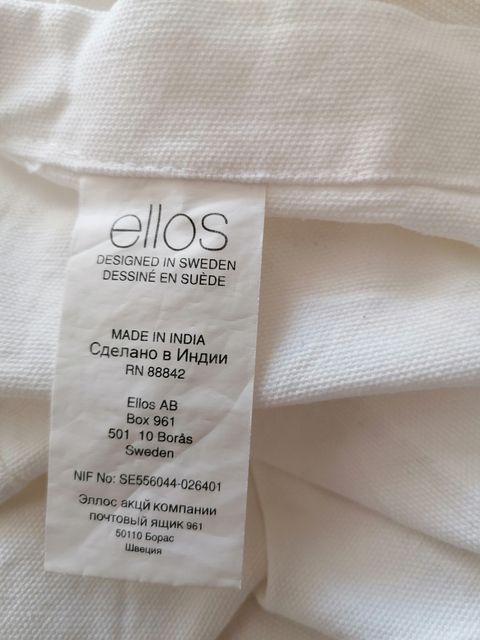 ellos
DESIGNED IN SWEDEN
DESSINÉ EN SUÈDE
MADE IN INDIA
Сделано в Индии
RN 88842
Ellos AB
Box 961
501 10 Borås
Sweden
NIF No: SE556044-026401
Эллос акцй компании
почтовый ящик 961
50110 Борас
Швеция